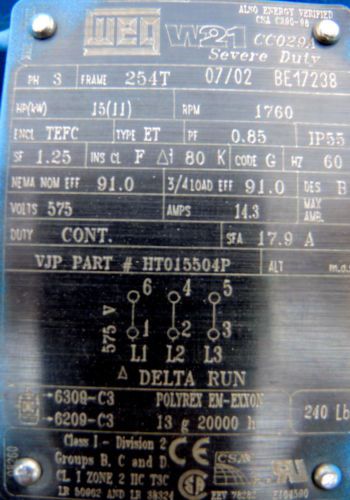 ALSO ENERGY VERIFIED
CSA C390-98
WEG W21 CC029A
Severe Duty
PH 3 FRAME 254T 07/02 BE17238
HP(kW) 15(11) RPM 1760
ENCL TEFC TYPE ET PF 0.85 IP55
SF 1.25 INS CL F Δt 80 K CODE G HZ 60
NEMA NOM EFF 91.0 3/4LOAD EFF 91.0 DES B
VOLTS 575 AMPS 14.3 MAX AMB.
DUTY CONT. SFA 17.9 A
VJP PART # HT015504P ALT
6 4 5
575 V
1 2 3
L1 L2 L3
Δ DELTA RUN
6309-C3 POLYREX EM-EXXON
6209-C3 13 g 20000 h 240 Lb
Class I - Division 2
Groups B, C and D
CL I ZONE 2 IIC T3C